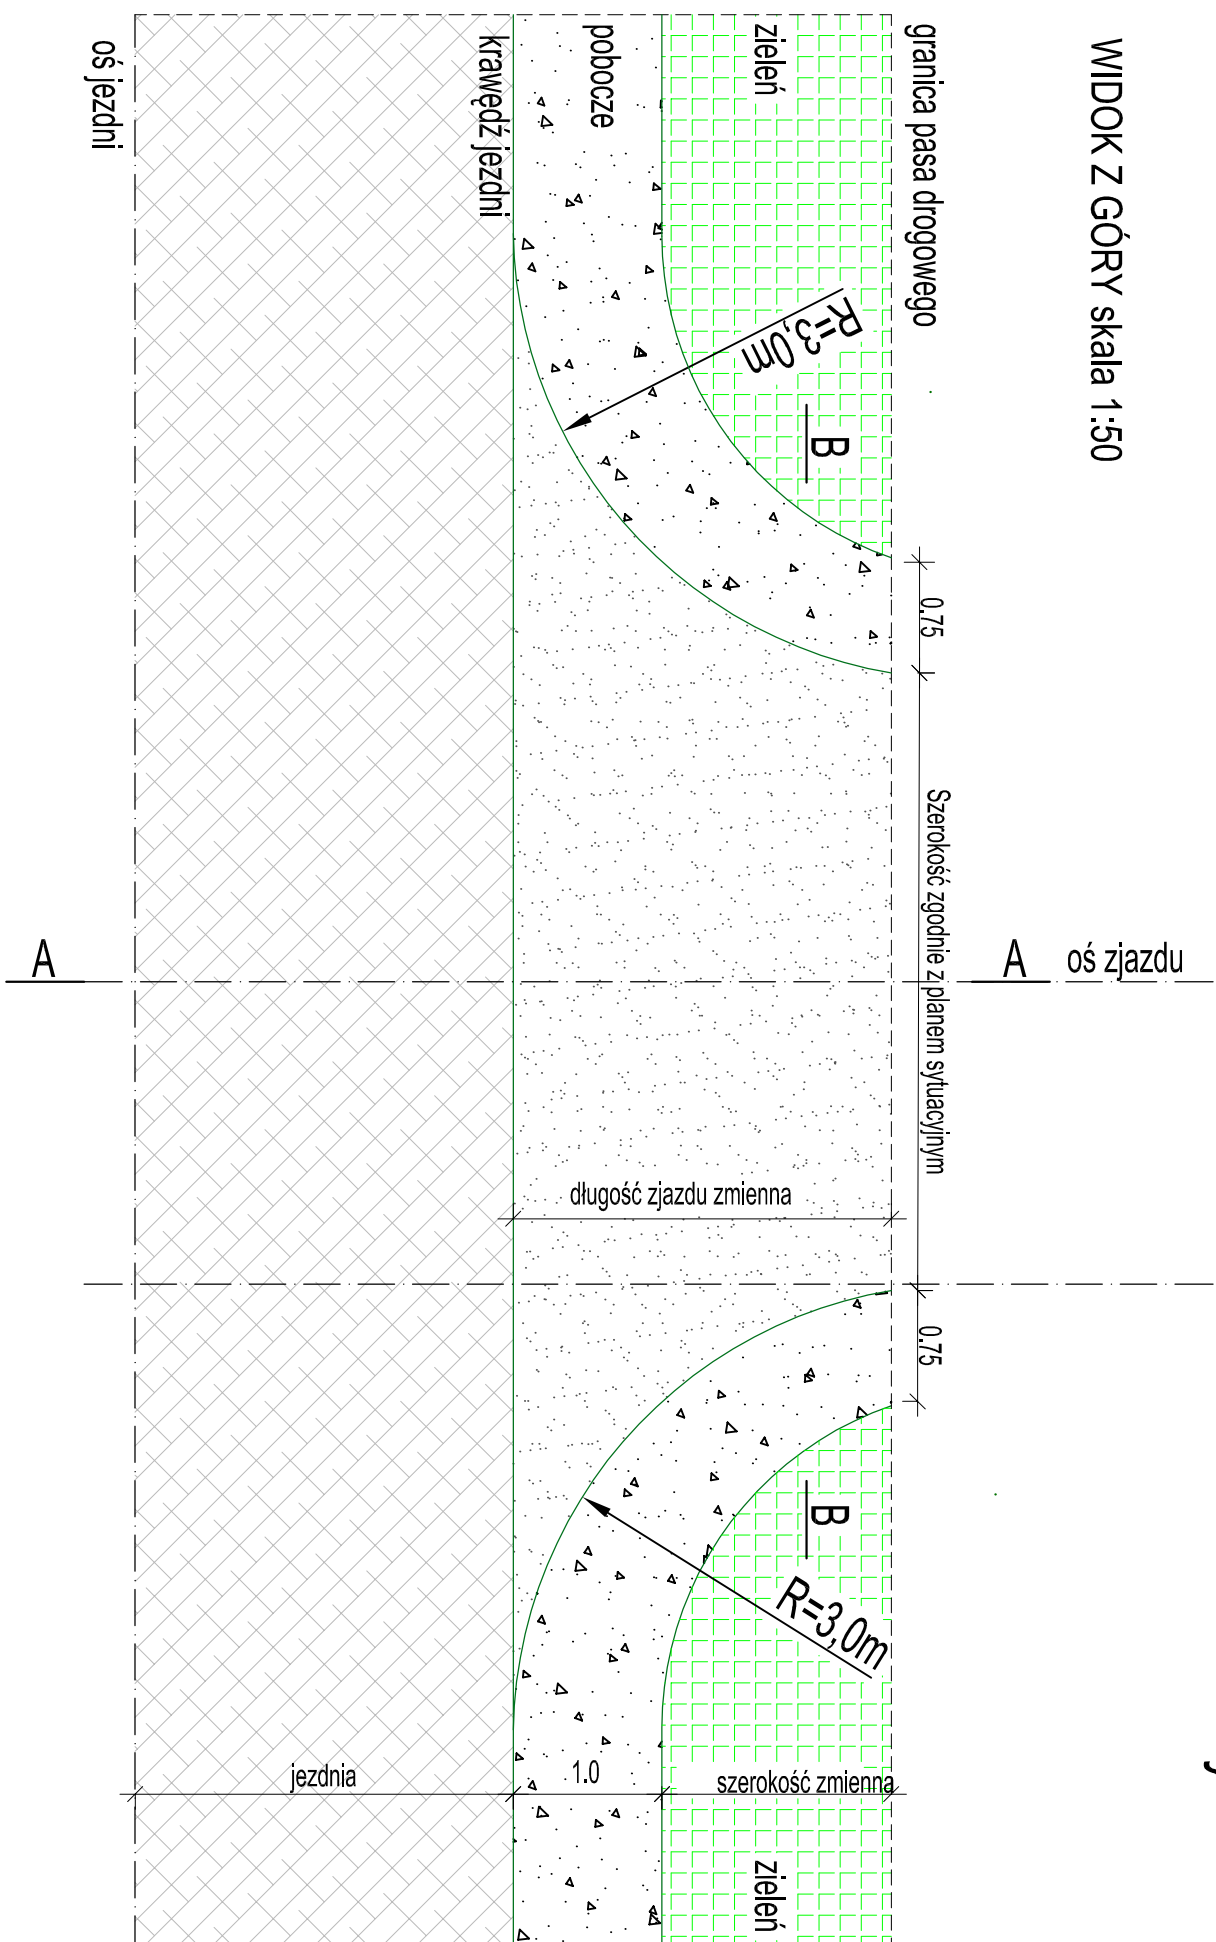 WIDOK Z GÓRY skala 1:50
granica pasa drogowego
zieleń
pobocze
krawędź jezdni
oś jezdni
R=3,0m
B
0.75
Szerokość zgodnie z planem sytuacyjnym
A
A
oś zjazdu
długość zjazdu zmienna
0.75
B
R=3,0m
jezdnia
1.0
szerokość zmienna
zieleń